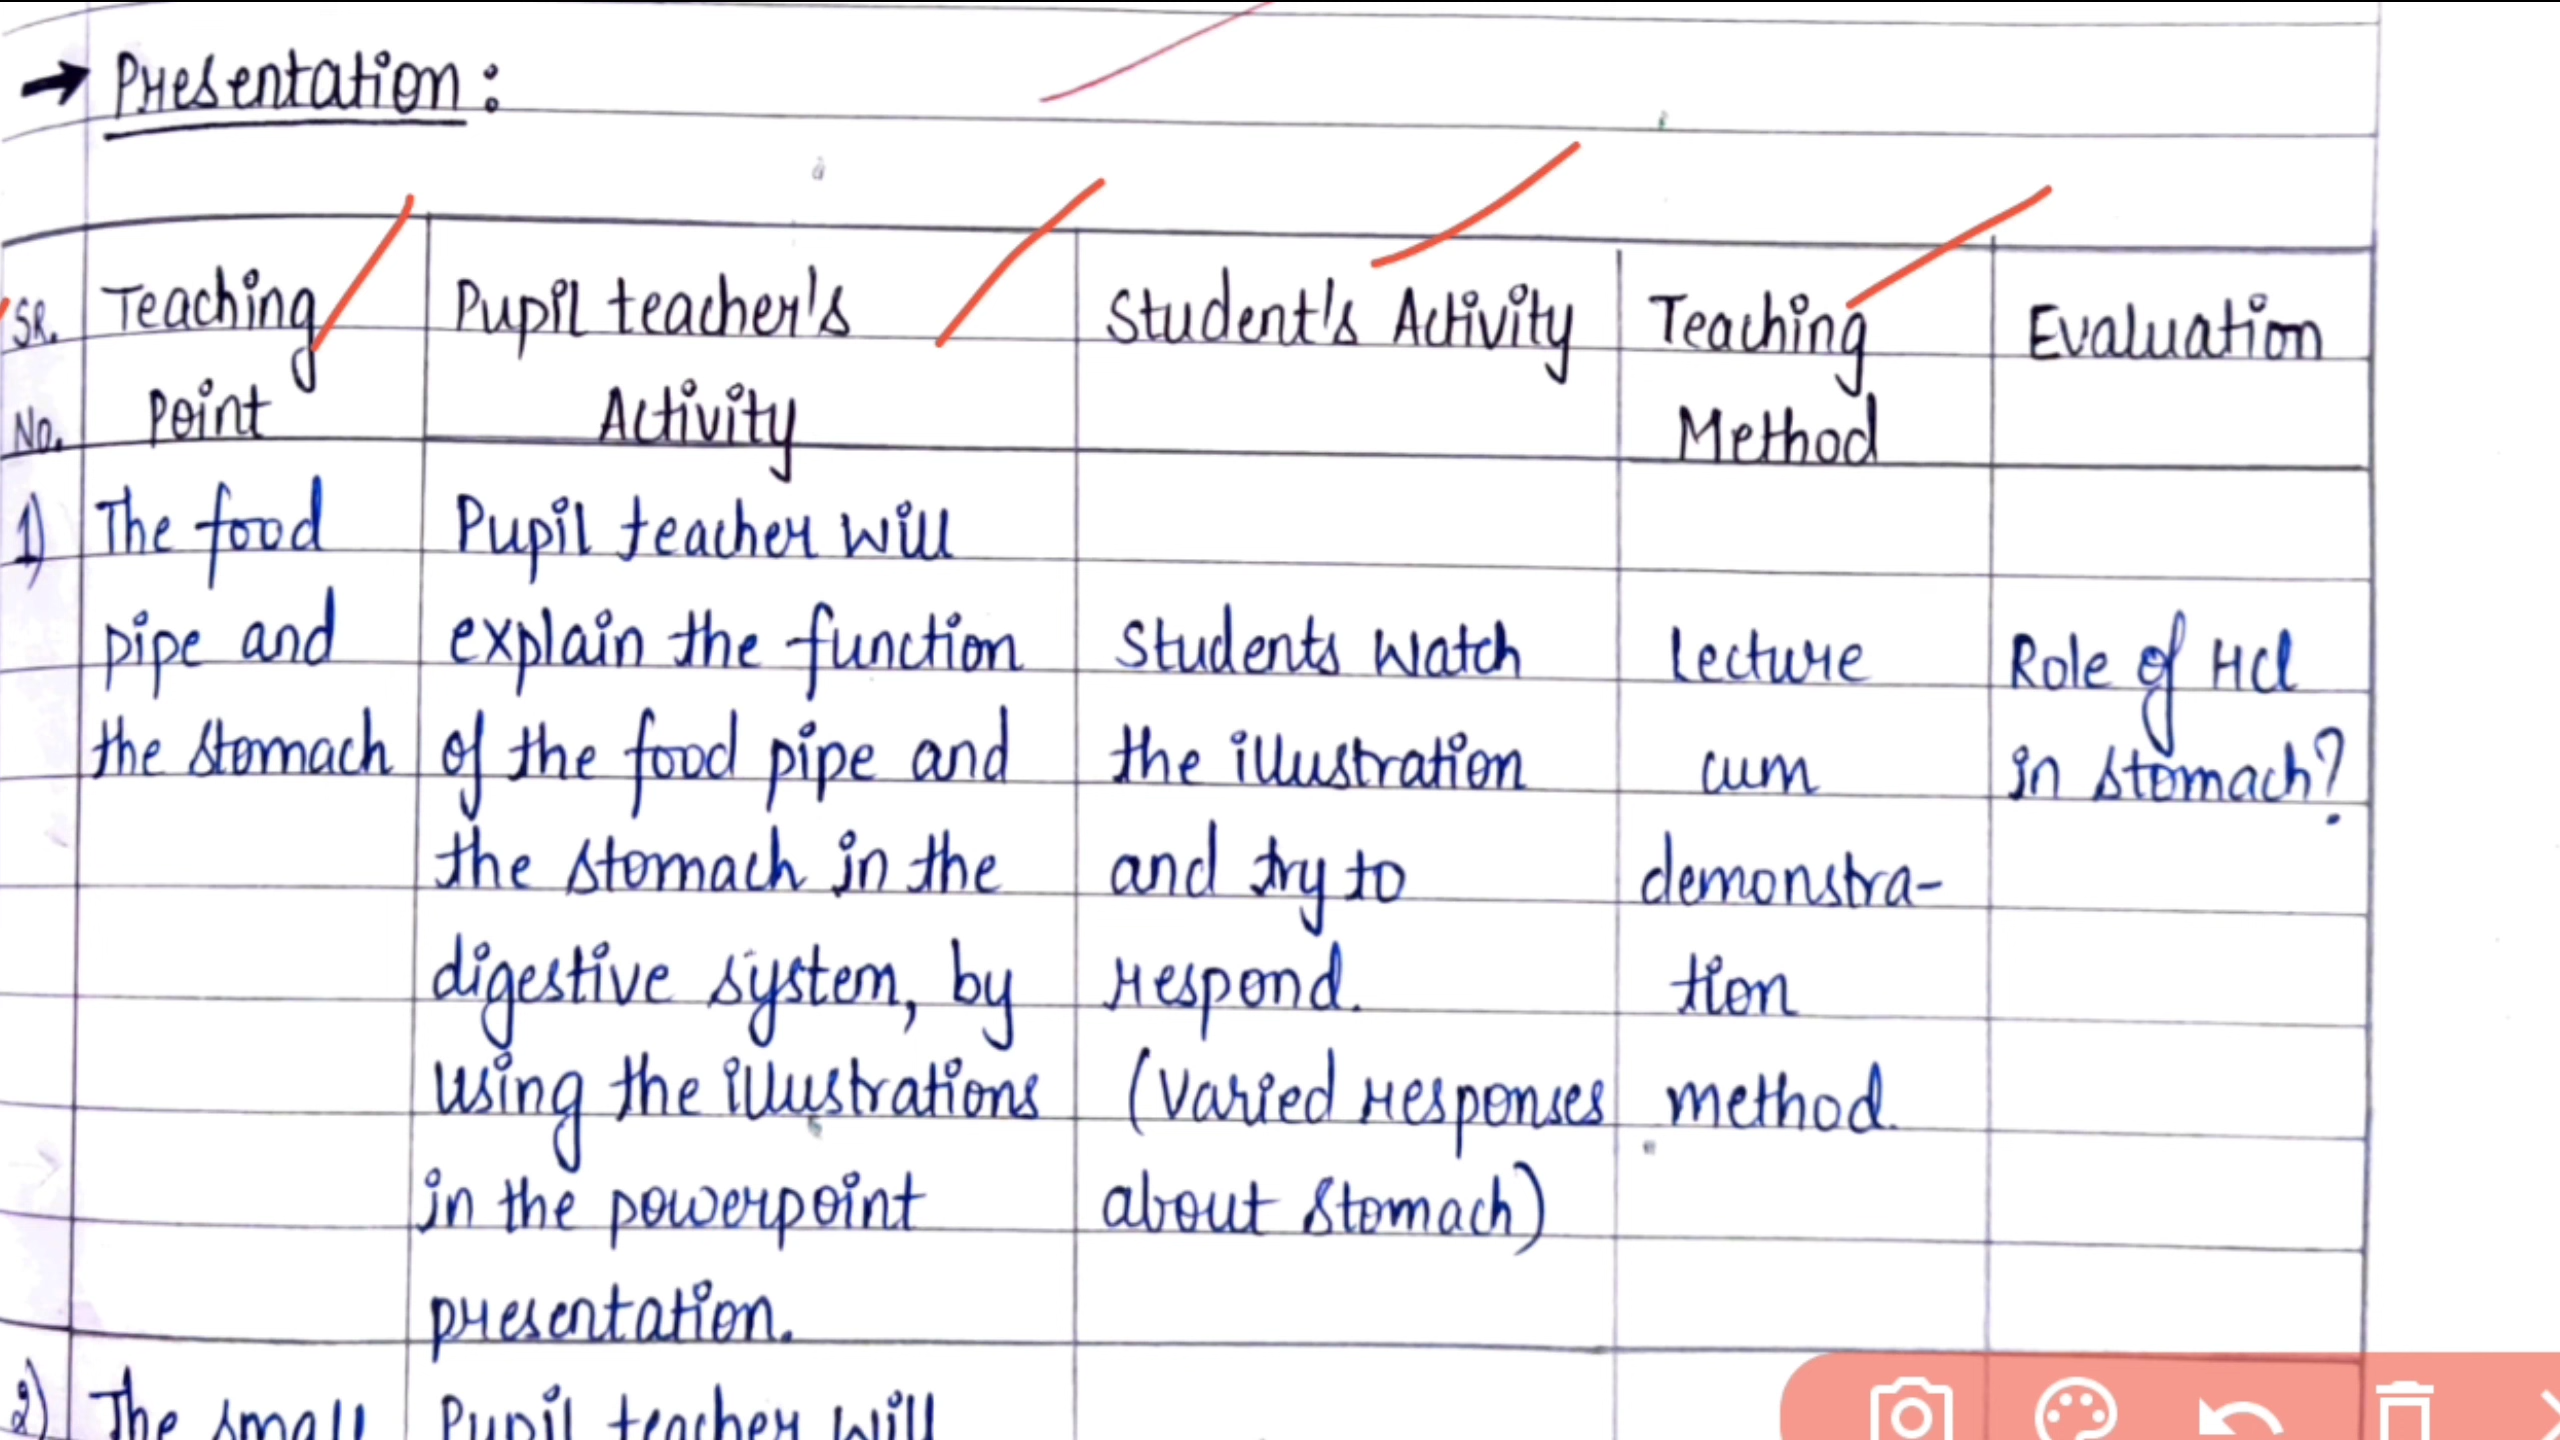 → Presentation :
SR. No. Teaching Point Pupil teacher's Activity Student's Activity Teaching Method Evaluation
1) The food pipe and the stomach
Pupil teacher will
explain the function
of the food pipe and
the stomach in the
digestive system, by
using the illustrations
in the powerpoint
presentation.
Students watch
the illustration
and try to
respond.
(Varied responses
about stomach)
Lecture
cum
demonstra-
tion
method.
Role of HCl
in stomach?
2) The small
Pupil teacher will